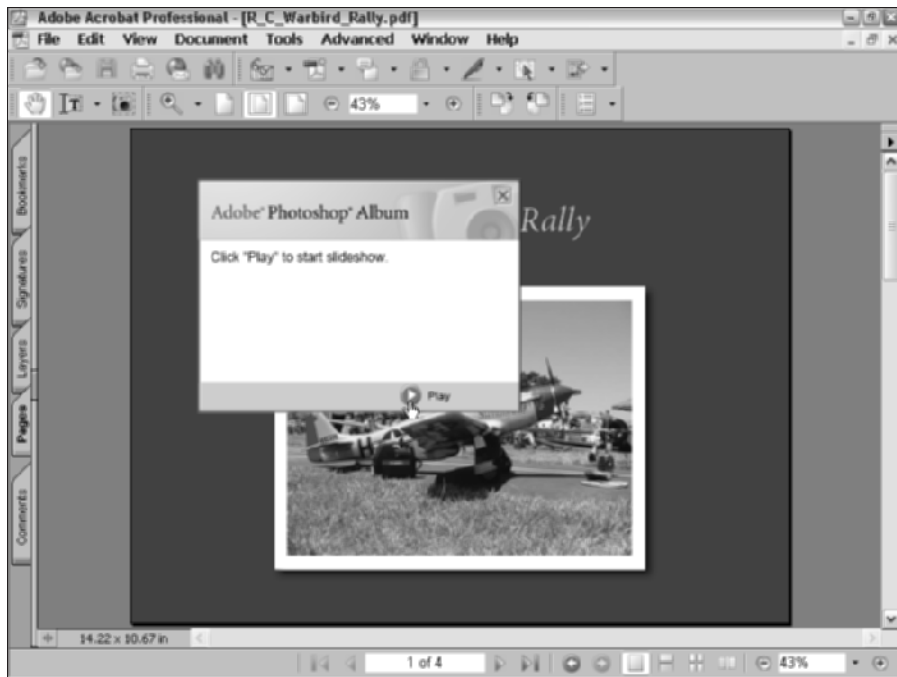 Adobe Acrobat Professional - [R_C_Warbird_Rally.pdf]
File Edit View Document Tools Advanced Window Help
43%
Bookmarks
Signatures
Layers
Pages
Comments
Adobe® Photoshop® Album
Rally
Click "Play" to start slideshow.
Play
14.22 x 10.67 in
1 of 4
43%